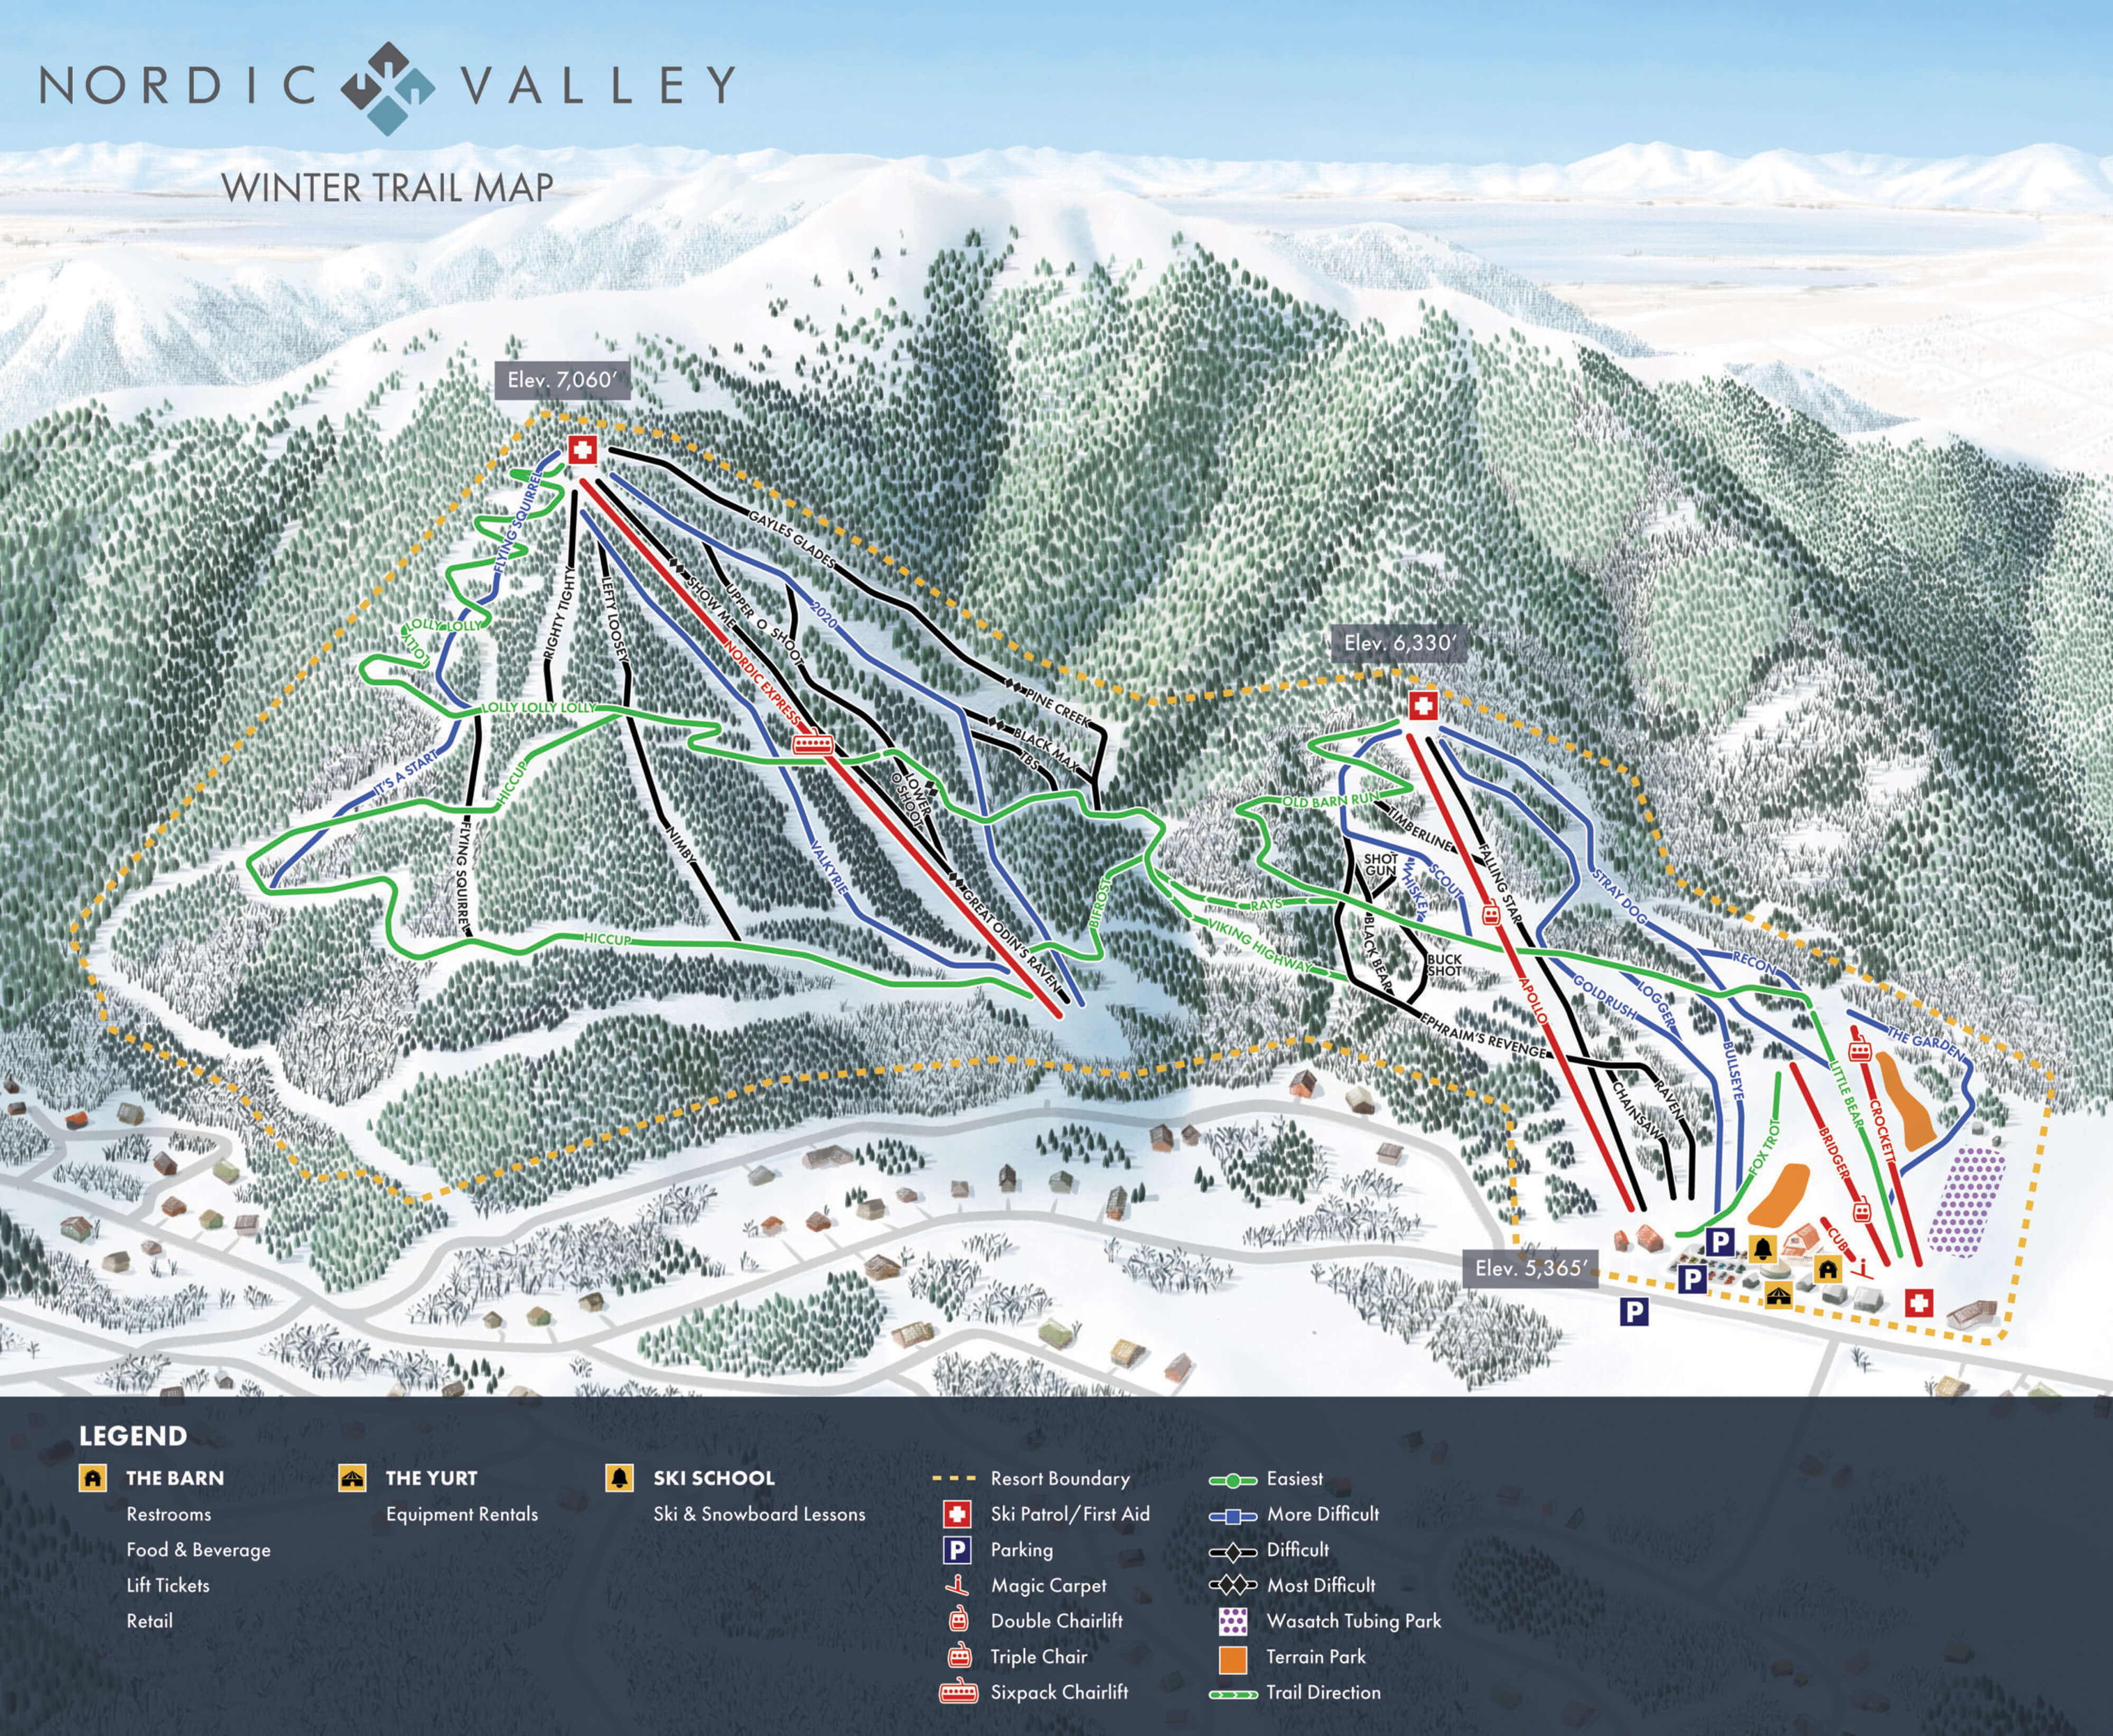 NORDIC VALLEY
WINTER TRAIL MAP
Elev. 7,060′
Elev. 6,330′
Elev. 5,365′
FLYING SQUIRREL
LOLLY LOLLY
LOLLY
LOLLY LOLLY LOLLY
IT'S A START
HICCUP
FLYING SQUIRREL
HICCUP
RIGHTY TIGHTY
LEFTY LOOSEY
NIMBY
VALKYRIE
NORDIC EXPRESS
SHOW ME
UPPER O SHOOT
LOWER
O SHOOT
GREAT ODIN'S RAVEN
2020
GAYLES GLADES
PINE CREEK
BLACK MAX
TBS
BIFROST
RAYS
VIKING HIGHWAY
OLD BARN RUN
TIMBERLINE
SHOT
GUN
WHISKEY
SCOUT
BLACK BEAR
BUCK
SHOT
EPHRAIM'S REVENGE
FALLING STAR
APOLLO
STRAY DOG
RECON
GOLDRUSH
LOGGER
BULLSEYE
CHAINSAW
RAVEN
THE GARDEN
LITTLE BEAR
CROCKETT
BRIDGER
FOX TROT
CUB
P
P
P
LEGEND
THE BARN
Restrooms
Food & Beverage
Lift Tickets
Retail
THE YURT
Equipment Rentals
SKI SCHOOL
Ski & Snowboard Lessons
Resort Boundary
Ski Patrol/First Aid
P Parking
Magic Carpet
Double Chairlift
Triple Chair
Sixpack Chairlift
Easiest
More Difficult
Difficult
Most Difficult
Wasatch Tubing Park
Terrain Park
Trail Direction